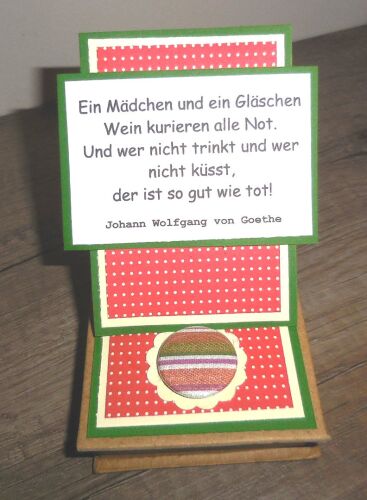 Ein Mädchen und ein Gläschen
Wein kurieren alle Not.
Und wer nicht trinkt und wer
nicht küsst,
der ist so gut wie tot!
Johann Wolfgang von Goethe